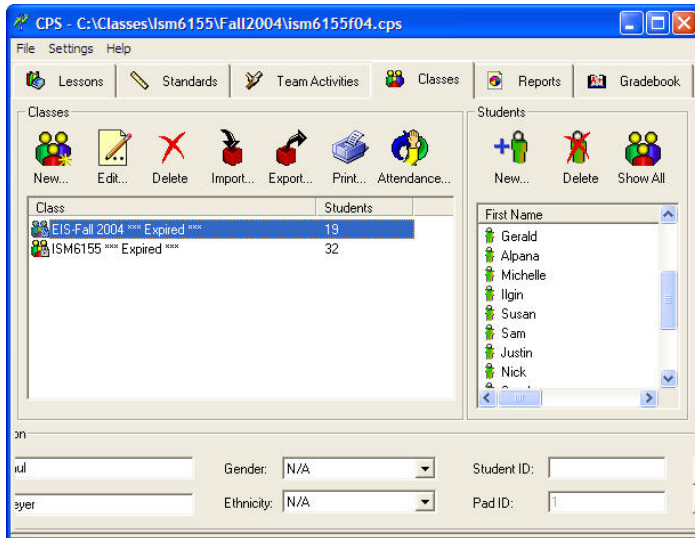 CPS - C:\Classes\Ism6155\Fall2004\ism6155f04.cps
File Settings Help
Lessons Standards Team Activities Classes Reports Gradebook
Classes Students
New... Edit... Delete Import... Export... Print... Attendance... New... Delete Show All
Class Students First Name
EIS-Fall 2004 *** Expired *** 19
ISM6155 *** Expired *** 32
Gerald
Alpana
Michelle
Ilgin
Susan
Sam
Justin
Nick
on
ul Gender: N/A Student ID:
eyer Ethnicity: N/A Pad ID: 1